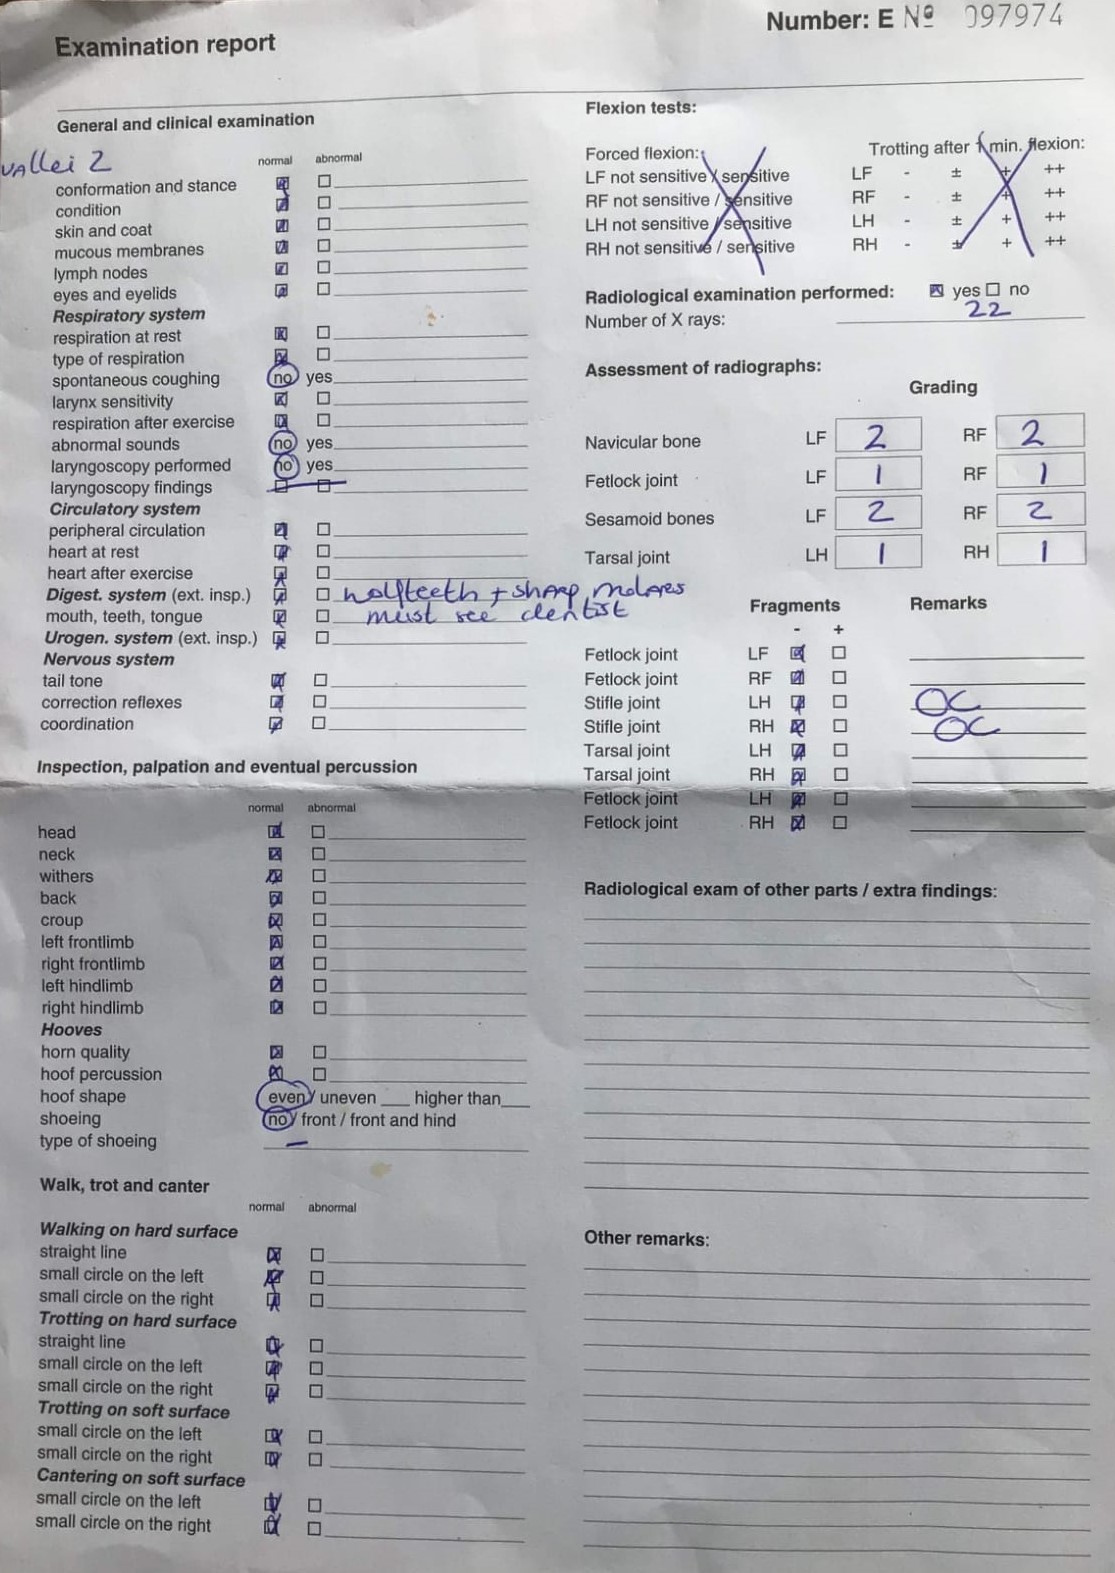 Number: E Nº 097974
Examination report
General and clinical examination
vallei 2
normal abnormal
conformation and stance
condition
skin and coat
mucous membranes
lymph nodes
eyes and eyelids
Respiratory system
respiration at rest
type of respiration
spontaneous coughing no yes
larynx sensitivity
respiration after exercise
abnormal sounds no yes
laryngoscopy performed no yes
laryngoscopy findings
Circulatory system
peripheral circulation
heart at rest
heart after exercise
Digest. system (ext. insp.) wolfteeth + sharp molares
mouth, teeth, tongue must see dentist
Urogen. system (ext. insp.)
Nervous system
tail tone
correction reflexes
coordination
Inspection, palpation and eventual percussion
normal abnormal
head
neck
withers
back
croup
left frontlimb
right frontlimb
left hindlimb
right hindlimb
Hooves
horn quality
hoof percussion
hoof shape even / uneven ___ higher than___
shoeing no / front / front and hind
type of shoeing —
Walk, trot and canter
normal abnormal
Walking on hard surface
straight line
small circle on the left
small circle on the right
Trotting on hard surface
straight line
small circle on the left
small circle on the right
Trotting on soft surface
small circle on the left
small circle on the right
Cantering on soft surface
small circle on the left
small circle on the right
Flexion tests:
Forced flexion: Trotting after 1 min. flexion:
LF not sensitive / sensitive LF - ± + ++
RF not sensitive / sensitive RF - ± + ++
LH not sensitive / sensitive LH - ± + ++
RH not sensitive / sensitive RH - ± + ++
Radiological examination performed: yes no
Number of X rays: 22
Assessment of radiographs:
Grading
Navicular bone LF 2 RF 2
Fetlock joint LF 1 RF 1
Sesamoid bones LF 2 RF 2
Tarsal joint LH 1 RH 1
Fragments Remarks
- +
Fetlock joint LF
Fetlock joint RF
Stifle joint LH OC
Stifle joint RH OC
Tarsal joint LH
Tarsal joint RH
Fetlock joint LH
Fetlock joint RH
Radiological exam of other parts / extra findings:
Other remarks: